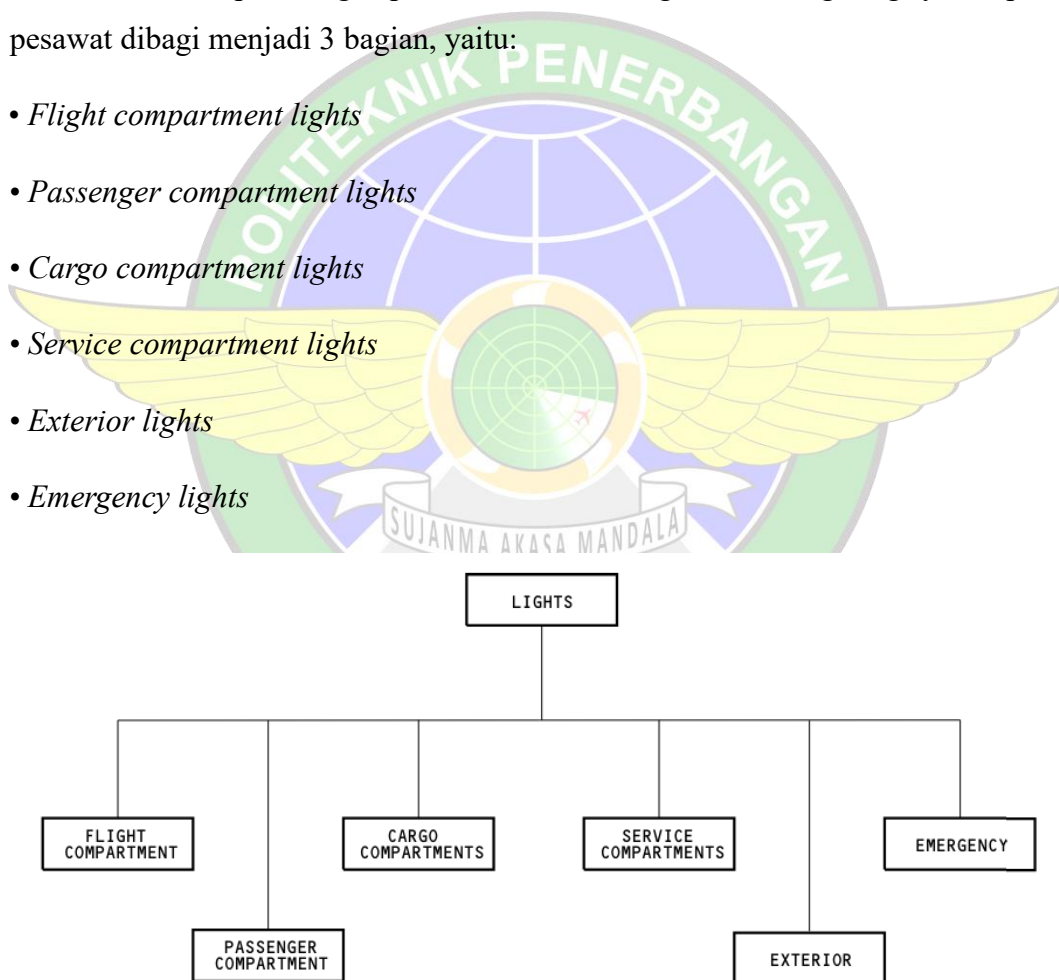 pesawat dibagi menjadi 3 bagian, yaitu:
• Flight compartment lights
• Passenger compartment lights
• Cargo compartment lights
• Service compartment lights
• Exterior lights
• Emergency lights
POLITEKNIK PENERBANGAN
SUJANMA AKASA MANDALA
LIGHTS
FLIGHT
COMPARTMENT
CARGO
COMPARTMENTS
SERVICE
COMPARTMENTS
EMERGENCY
PASSENGER
COMPARTMENT
EXTERIOR